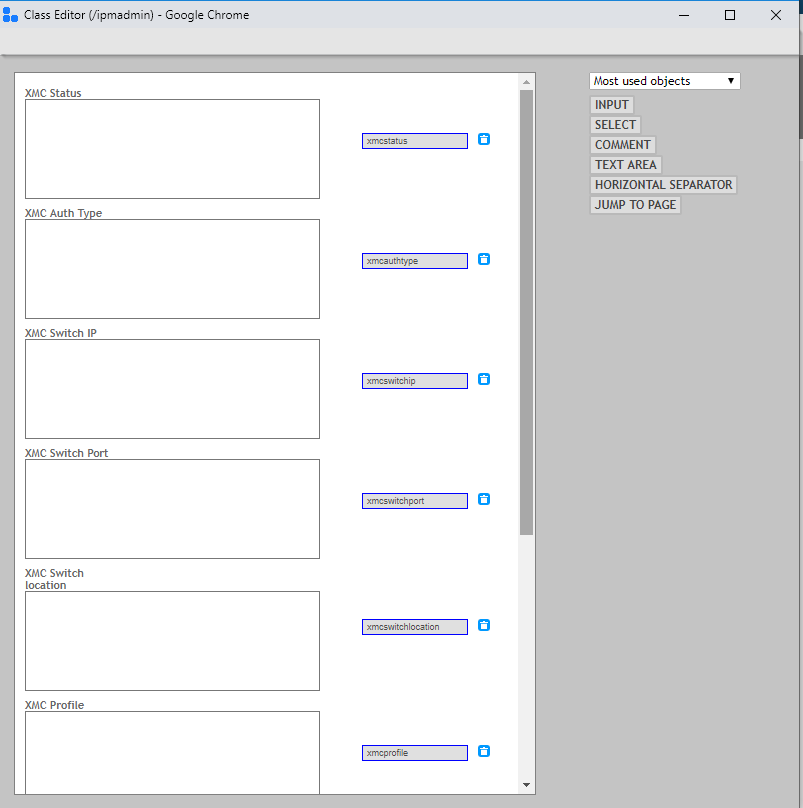 Class Editor (/ipmadmin) - Google Chrome
Most used objects
INPUT
SELECT
COMMENT
TEXT AREA
HORIZONTAL SEPARATOR
JUMP TO PAGE
XMC Status
xmcstatus
XMC Auth Type
xmcauthtype
XMC Switch IP
xmcswitchip
XMC Switch Port
xmcswitchport
XMC Switch
location
xmcswitchlocation
XMC Profile
xmcprofile